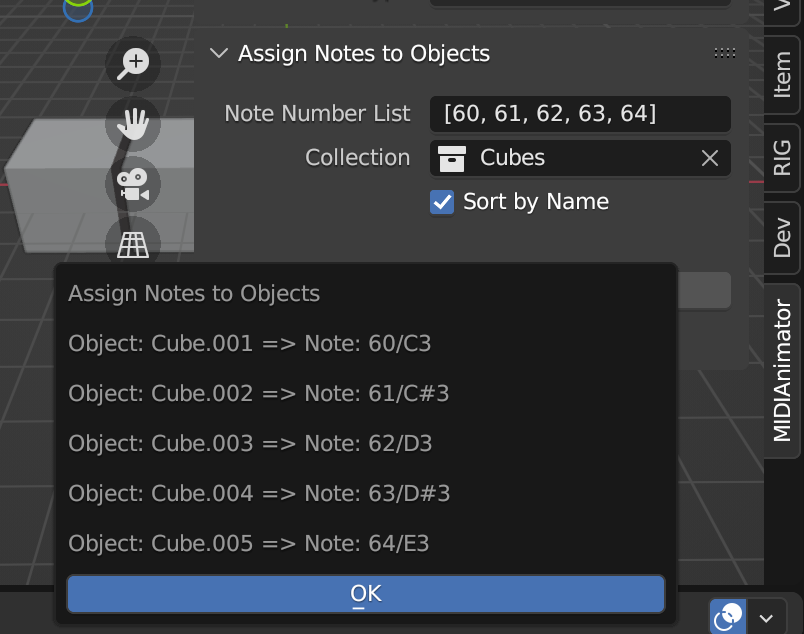 Assign Notes to Objects
Note Number List [60, 61, 62, 63, 64]
Collection Cubes
Sort by Name
Item
RIG
Dev
MIDIAnimator
Assign Notes to Objects
Object: Cube.001 => Note: 60/C3
Object: Cube.002 => Note: 61/C#3
Object: Cube.003 => Note: 62/D3
Object: Cube.004 => Note: 63/D#3
Object: Cube.005 => Note: 64/E3
OK